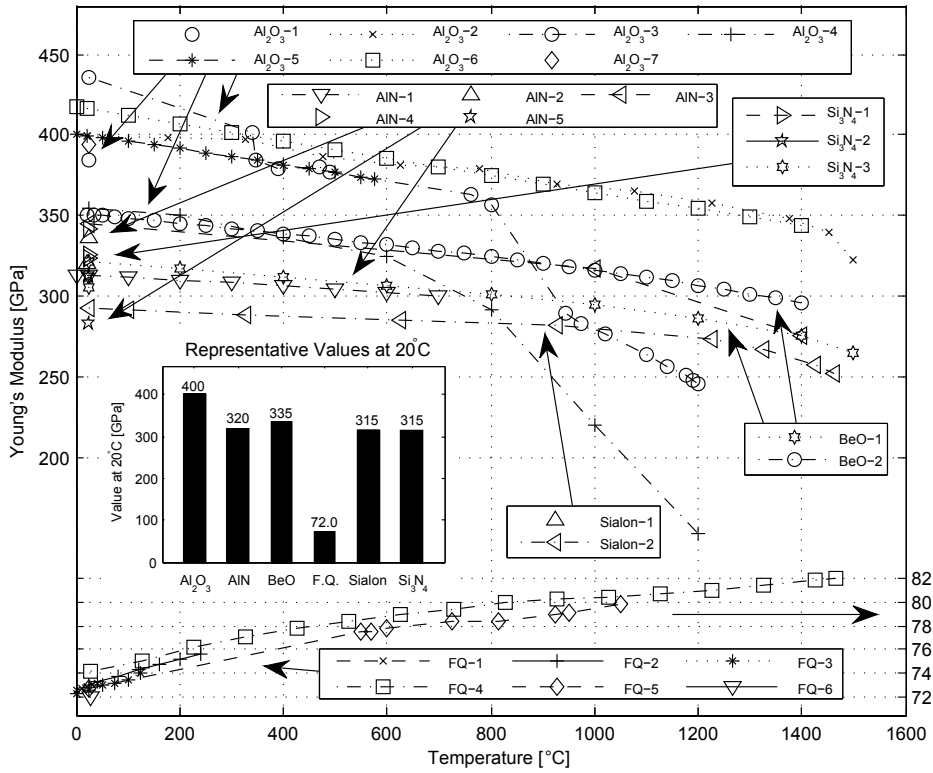 Al2O3−1 Al2O3−2 Al2O3−3 Al2O3−4
Al2O3−5 Al2O3−6 Al2O3−7
AlN−1 AlN−2 AlN−3
AlN−4 AlN−5
Si3N4−1
Si3N4−2
Si3N4−3
450
400
350
300
250
200
Young's Modulus [GPa]
Representative Values at 20°C
400
300
200
100
0
Value at 20°C [GPa]
400 320 335 72.0 315 315
Al2O3 AlN BeO F.Q. Sialon Si3N4
BeO−1
BeO−2
Sialon−1
Sialon−2
82
80
78
76
74
72
FQ−1 FQ−2 FQ−3
FQ−4 FQ−5 FQ−6
0 200 400 600 800 1000 1200 1400 1600
Temperature [°C]